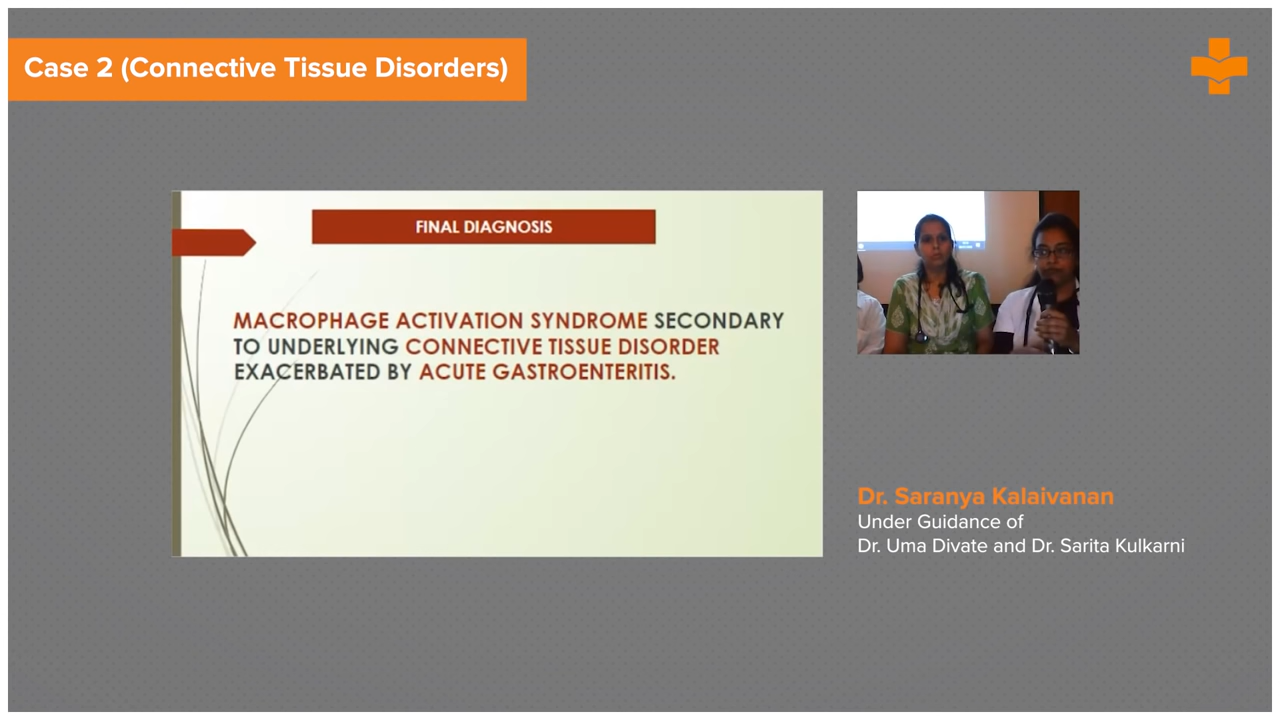 Case 2 (Connective Tissue Disorders)
FINAL DIAGNOSIS
MACROPHAGE ACTIVATION SYNDROME SECONDARY
TO UNDERLYING CONNECTIVE TISSUE DISORDER
EXACERBATED BY ACUTE GASTROENTERITIS.
Dr. Saranya Kalaivanan
Under Guidance of
Dr. Uma Divate and Dr. Sarita Kulkarni